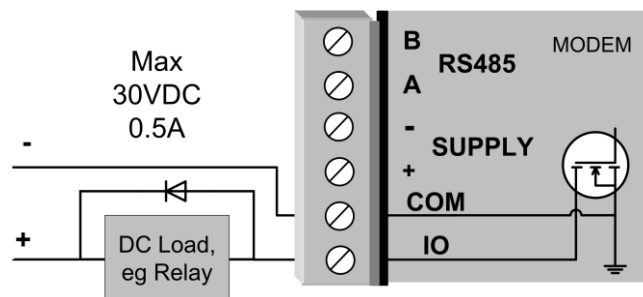 Max
30VDC
0.5A
-
+
DC Load,
eg Relay
B
RS485
A
MODEM
-
SUPPLY
+
COM
IO